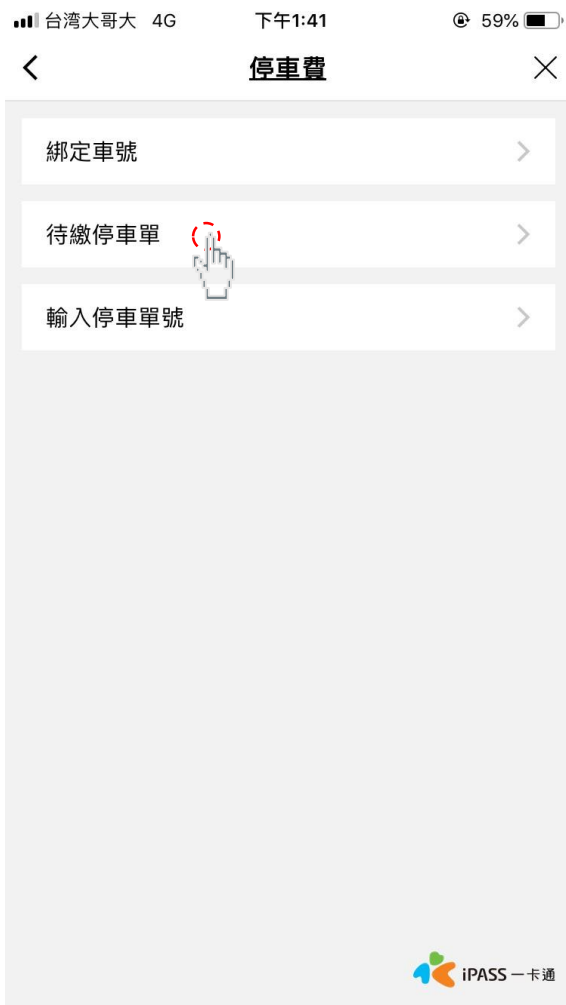 台湾大哥大 4G 下午1:41 59%
停車費
綁定車號
待繳停車單
輸入停車單號
iPASS 一卡通